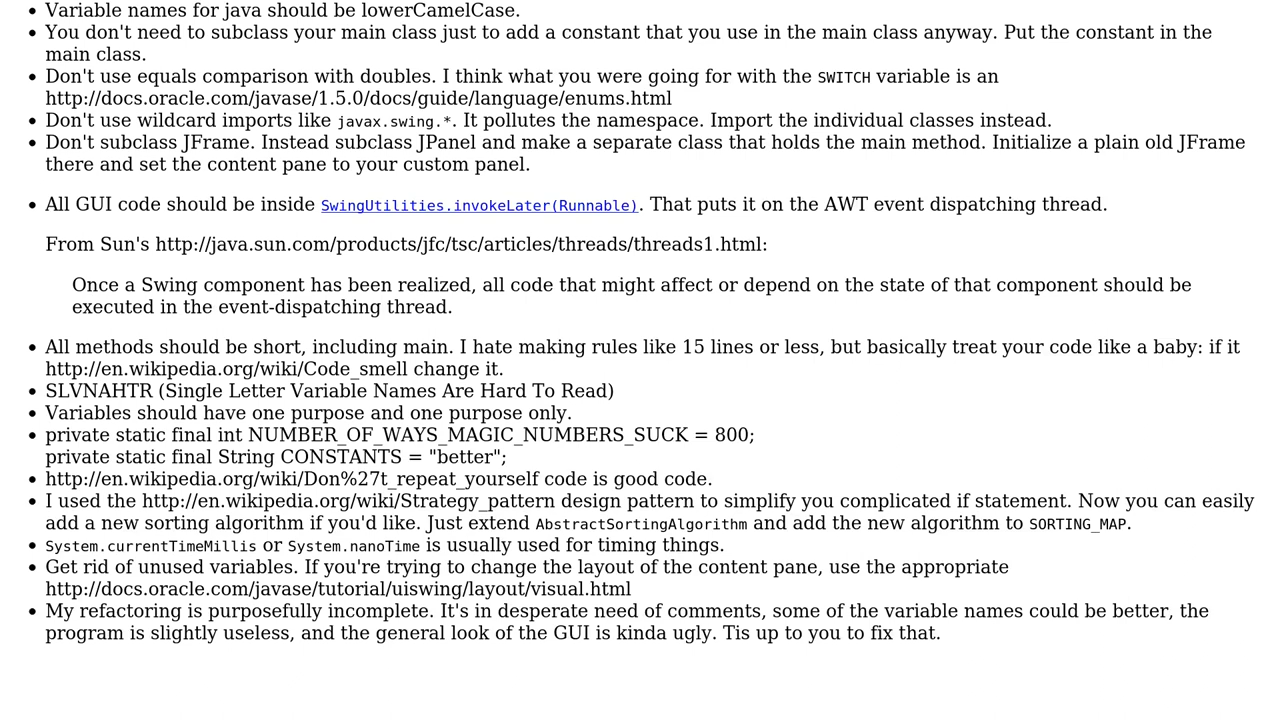 • Variable names for java should be lowerCamelCase.
• You don't need to subclass your main class just to add a constant that you use in the main class anyway. Put the constant in the
main class.
• Don't use equals comparison with doubles. I think what you were going for with the SWITCH variable is an
http://docs.oracle.com/javase/1.5.0/docs/guide/language/enums.html
• Don't use wildcard imports like javax.swing.*. It pollutes the namespace. Import the individual classes instead.
• Don't subclass JFrame. Instead subclass JPanel and make a separate class that holds the main method. Initialize a plain old JFrame
there and set the content pane to your custom panel.
• All GUI code should be inside SwingUtilities.invokeLater(Runnable). That puts it on the AWT event dispatching thread.
From Sun's http://java.sun.com/products/jfc/tsc/articles/threads/threads1.html:
Once a Swing component has been realized, all code that might affect or depend on the state of that component should be
executed in the event-dispatching thread.
• All methods should be short, including main. I hate making rules like 15 lines or less, but basically treat your code like a baby: if it
http://en.wikipedia.org/wiki/Code_smell change it.
• SLVNAHTR (Single Letter Variable Names Are Hard To Read)
• Variables should have one purpose and one purpose only.
• private static final int NUMBER_OF_WAYS_MAGIC_NUMBERS_SUCK = 800;
private static final String CONSTANTS = "better";
• http://en.wikipedia.org/wiki/Don%27t_repeat_yourself code is good code.
• I used the http://en.wikipedia.org/wiki/Strategy_pattern design pattern to simplify you complicated if statement. Now you can easily
add a new sorting algorithm if you'd like. Just extend AbstractSortingAlgorithm and add the new algorithm to SORTING_MAP.
• System.currentTimeMillis or System.nanoTime is usually used for timing things.
• Get rid of unused variables. If you're trying to change the layout of the content pane, use the appropriate
http://docs.oracle.com/javase/tutorial/uiswing/layout/visual.html
• My refactoring is purposefully incomplete. It's in desperate need of comments, some of the variable names could be better, the
program is slightly useless, and the general look of the GUI is kinda ugly. Tis up to you to fix that.